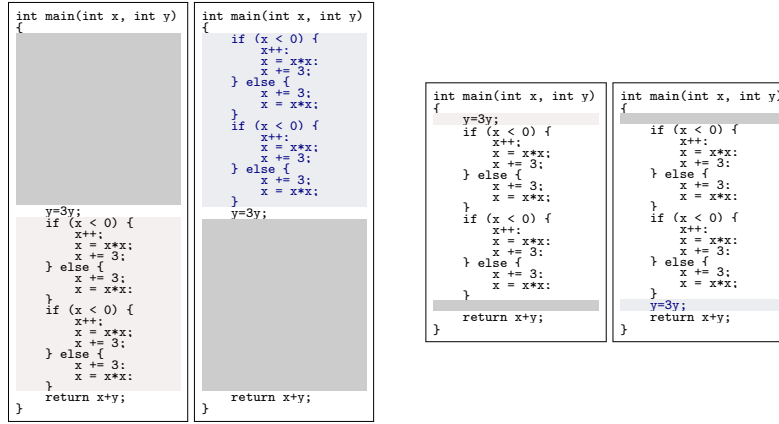 int main(int x, int y)
{
y=3y;
if (x < 0) {
x++;
x = x*x;
x += 3:
} else {
x += 3;
x = x*x:
}
if (x < 0) {
x++;
x = x*x;
x += 3;
} else {
x += 3:
x = x*x:
}
return x+y;
}
int main(int x, int y)
{
if (x < 0) {
x++:
x = x*x;
x += 3;
} else {
x += 3;
x = x*x;
}
if (x < 0) {
x++:
x = x*x;
x += 3;
} else {
x += 3;
x = x*x;
}
y=3y;
return x+y;
}
int main(int x, int y)
{
y=3y;
if (x < 0) {
x++;
x = x*x:
x += 3;
} else {
x += 3;
x = x*x;
}
if (x < 0) {
x++:
x = x*x;
x += 3:
} else {
x += 3:
x = x*x;
}
return x+y;
}
int main(int x, int y)
{
if (x < 0) {
x++:
x = x*x:
x += 3:
} else {
x += 3;
x = x*x;
}
if (x < 0) {
x++:
x = x*x:
x += 3:
} else {
x += 3;
x = x*x;
}
y=3y;
return x+y;
}